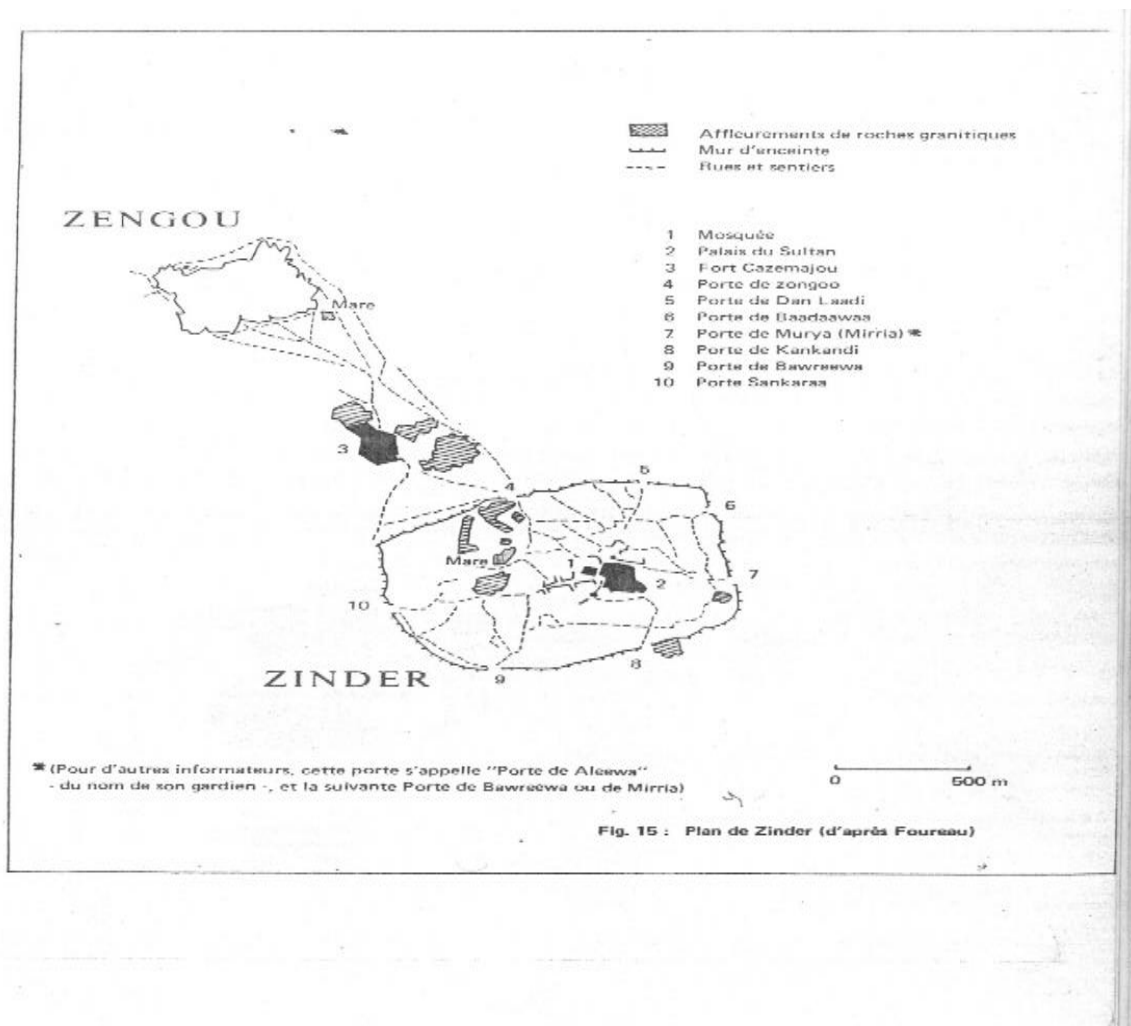 Affleurements de roches granitiques
Mur d'enceinte
Rues et sentiers
ZENGOU
1 Mosquée
2 Palais du Sultan
3 Fort Cazemajou
4 Porte de zongoo
5 Porte de Dan Laadi
6 Porte de Baadaawaa
7 Porte de Murya (Mirria) *
8 Porte de Kankandi
9 Porte de Bawreewa
10 Porte Sankaraa
Mare
3
4
5
6
Mare
1
2
7
10
8
ZINDER
9
* (Pour d'autres informateurs, cette porte s'appelle "Porte de Aleewa"
- du nom de son gardien -, et la suivante Porte de Bawreewa ou de Mirria)
0 500 m
Fig. 15 : Plan de Zinder (d'après Foureau)